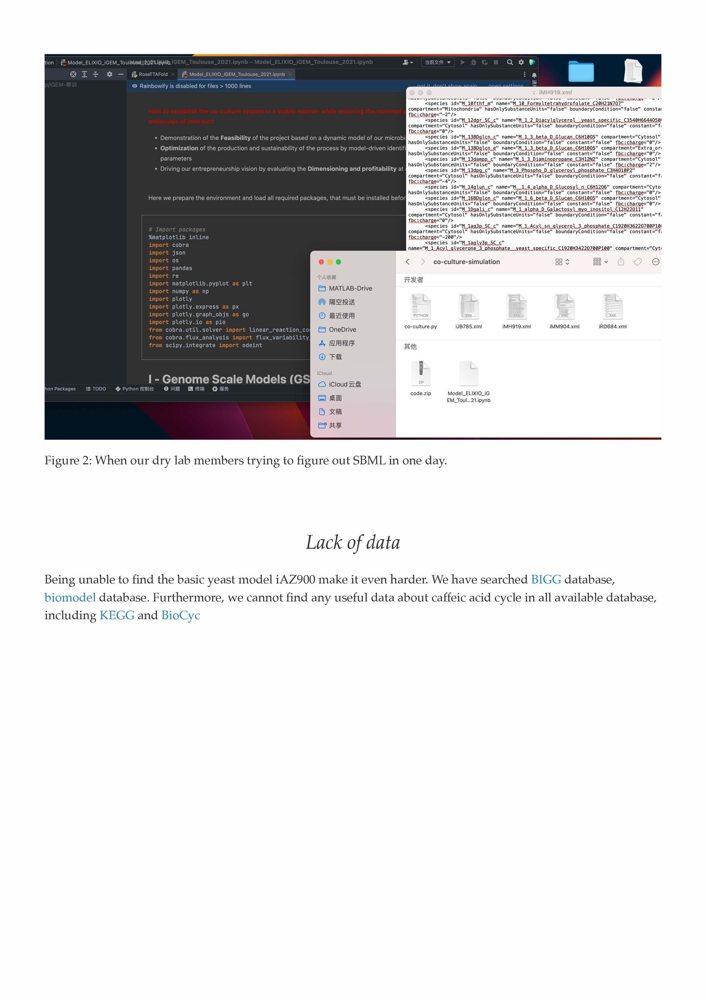 tion 〉 Model_ELIXIO_iGEM_Toulouse_2021.ipynb
Model_ELIXIO_iGEM_Toulouse_2021.ipynb – Model_ELIXIO_iGEM_Toulouse_2021.ipynb
当前文件
RoseTTAFold
Model_ELIXIO_iGEM_Toulouse_2021.ipynb
p/iGEM-寒训
Rainbowify is disabled for files > 1000 lines
got it, don't show again
open settings
How to establish the co-culture system in a stable manner while ensuring the maximal p
molecules of interest?
• Demonstration of the Feasibility of the project based on a dynamic model of our microbi
• Optimization of the production and sustainability of the process by model-driven identifi
parameters
• Driving our entrepreneurship vision by evaluating the Dimensioning and profitability at
Here we prepare the environment and load all required packages, that must be installed befor
# Import packages
%matplotlib inline
import cobra
import json
import os
import pandas
import re
import matplotlib.pyplot as plt
import numpy as np
import plotly
import plotly.express as px
import plotly.graph_objs as go
import plotly.io as pio
from cobra.util.solver import linear_reaction_co
from cobra.flux_analysis import flux_variability_
from scipy.integrate import odeint
I - Genome Scale Models (GS
hon Packages
TODO
Python 控制台
问题
终端
服务
CSV
iMH919.xml
<species id="M_10fthf_m" name="M_10_Formyltetrahydrofolate_C20H21N7O7"
compartment="Mitochondria" hasOnlySubstanceUnits="false" boundaryCondition="false" constan
fbc:charge="-2"/>
<species id="M_12dgr_SC_c" name="M_1_2_Diacylglycerol__yeast_specific_C3540H6644O50
compartment="Cytosol" hasOnlySubstanceUnits="false" boundaryCondition="false" constant="fa
fbc:charge="0"/>
<species id="M_13BDglcn_c" name="M_1_3_beta_D_Glucan_C6H10O5" compartment="Cytosol"
hasOnlySubstanceUnits="false" boundaryCondition="false" constant="false" fbc:charge="0"/>
<species id="M_13BDglcn_e" name="M_1_3_beta_D_Glucan_C6H10O5" compartment="Extra_org
hasOnlySubstanceUnits="false" boundaryCondition="false" constant="false" fbc:charge="0"/>
<species id="M_13dampp_c" name="M_1_3_Diaminopropane_C3H12N2" compartment="Cytosol"
hasOnlySubstanceUnits="false" boundaryCondition="false" constant="false" fbc:charge="2"/>
<species id="M_13dpg_c" name="M_3_Phospho_D_glyceroyl_phosphate_C3H4O10P2"
compartment="Cytosol" hasOnlySubstanceUnits="false" boundaryCondition="false" constant="fa
fbc:charge="-4"/>
<species id="M_14glun_c" name="M__1_4_alpha_D_Glucosyl_n_C6H12O6" compartment="Cyto
hasOnlySubstanceUnits="false" boundaryCondition="false" constant="false" fbc:charge="0"/>
<species id="M_16BDglcn_c" name="M_1_6_beta_D_Glucan_C6H10O5" compartment="Cytosol"
hasOnlySubstanceUnits="false" boundaryCondition="false" constant="false" fbc:charge="0"/>
<species id="M_1Dgali_c" name="M_1_alpha_D_Galactosyl_myo_inositol_C12H22O11"
compartment="Cytosol" hasOnlySubstanceUnits="false" boundaryCondition="false" constant="fa
fbc:charge="0"/>
<species id="M_1ag3p_SC_c" name="M_1_Acyl_sn_glycerol_3_phosphate_C1920H3622O700P10
compartment="Cytosol" hasOnlySubstanceUnits="false" boundaryCondition="false" constant="fa
fbc:charge="-200"/>
<species id="M_1agly3p_SC_c"
name="M_1_Acyl_glycerone_3_phosphate__yeast_specific_C1920H3422O700P100" compartment="Cyt
co-culture-simulation
个人收藏
MATLAB-Drive
隔空投送
最近使用
OneDrive
应用程序
下载
iCloud
iCloud云盘
桌面
文稿
共享
开发者
PYTHON
XML
XML
XML
XML
co-culture.py
iJB785.xml
iMH919.xml
iMM904.xml
iRD684.xml
其他
ZIP
code.zip
Model_ELIXIO_iG
EM_Toul...21.ipynb
Figure 2: When our dry lab members trying to figure out SBML in one day.
Lack of data
Being unable to find the basic yeast model iAZ900 make it even harder. We have searched BIGG database,
biomodel database. Furthermore, we cannot find any useful data about caffeic acid cycle in all available database,
including KEGG and BioCyc